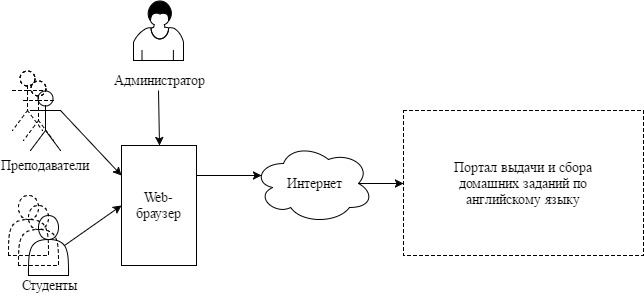 Администратор
Преподаватели
Студенты
Web-
браузер
Интернет
Портал выдачи и сбора
домашних заданий по
английскому языку